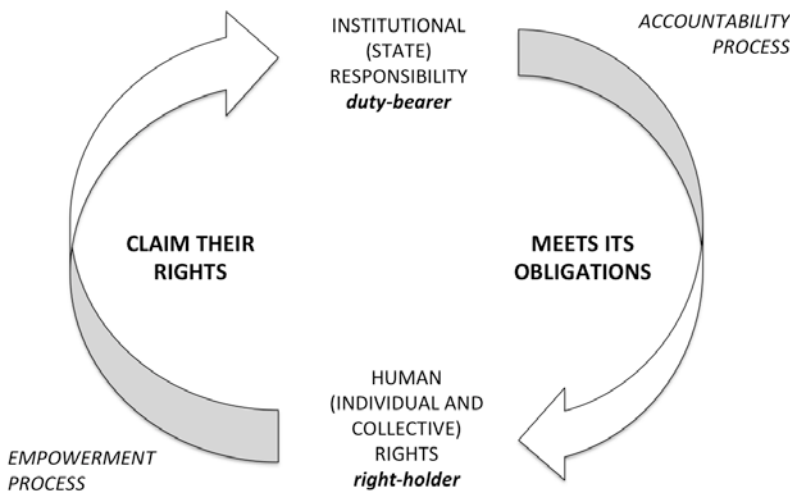 INSTITUTIONAL
(STATE)
RESPONSIBILITY
duty-bearer
ACCOUNTABILITY
PROCESS
CLAIM THEIR
RIGHTS
MEETS ITS
OBLIGATIONS
HUMAN
(INDIVIDUAL AND
COLLECTIVE)
RIGHTS
right-holder
EMPOWERMENT
PROCESS